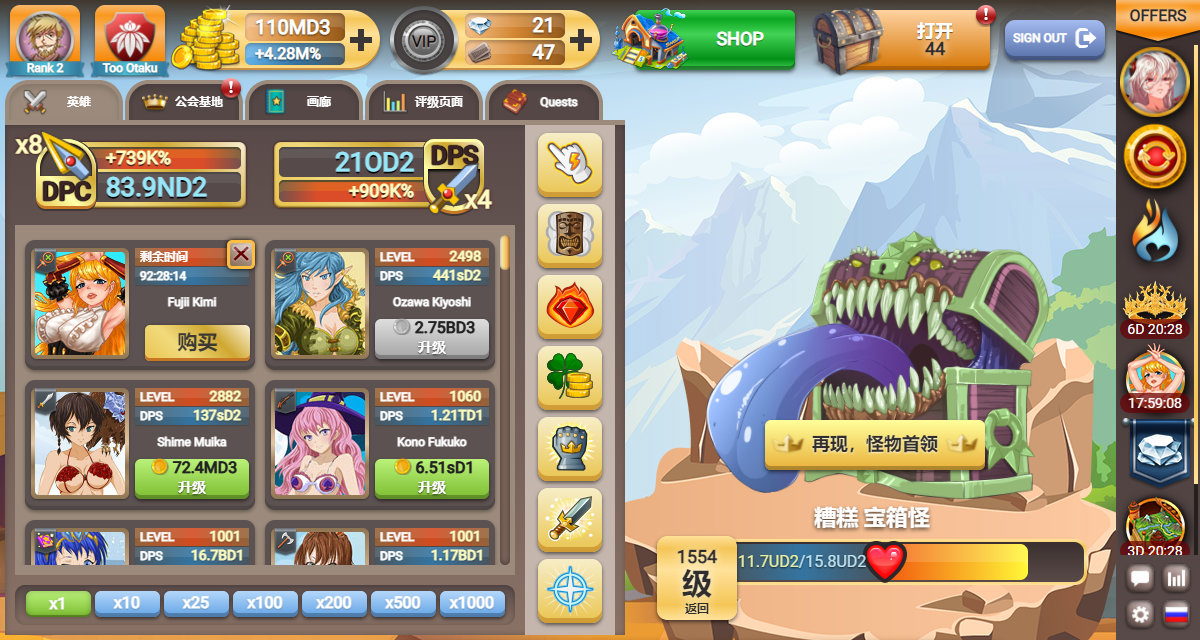 Rank 2
Too Otaku
110MD3
+4.28M%
VIP
21
47
SHOP
打开
44
SIGN OUT
OFFERS
英雄
公会基地
画廊
评级页面
Quests
x8
DPC
+739K%
83.9ND2
21OD2
+909K%
DPS
x4
剩余时间
92:28:14
Fujii Kimi
购买
LEVEL 2498
DPS 441sD2
Ozawa Kiyoshi
2.75BD3
升级
LEVEL 2882
DPS 137sD2
Shime Muika
72.4MD3
升级
LEVEL 1060
DPS 1.21TD1
Kono Fukuko
6.51sD1
升级
LEVEL 1001
DPS 16.7BD1
LEVEL 1001
DPS 1.17BD1
x1
x10
x25
x100
x200
x500
x1000
再现，怪物首领
糟糕 宝箱怪
1554
级
返回
11.7UD2/15.8UD2
6D 20:28
17:59:08
3D 20:28